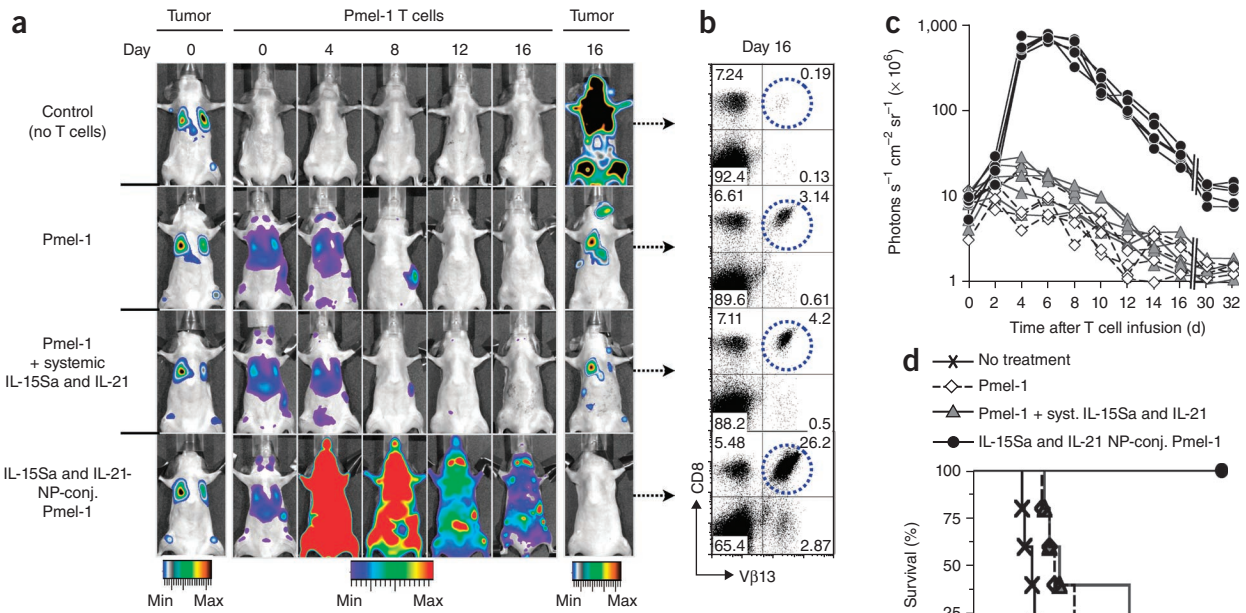 a
Tumor
Pmel-1 T cells
Tumor
Day
0
0
4
8
12
16
16
Control
(no T cells)
Pmel-1
Pmel-1
+ systemic
IL-15Sa and IL-21
IL-15Sa and IL-21-
NP-conj.
Pmel-1
Min
Max
Min
Max
Min
Max
b
Day 16
7.24
0.19
92.4
0.13
6.61
3.14
89.6
0.61
7.11
4.2
88.2
0.5
5.48
26.2
65.4
2.87
CD8
Vβ13
c
Photons s⁻¹ cm⁻² sr⁻¹ (× 10⁶)
1,000
100
10
1
0 2 4 6 8 10 12 14 16 30 32
Time after T cell infusion (d)
d
No treatment
Pmel-1
Pmel-1 + syst. IL-15Sa and IL-21
IL-15Sa and IL-21 NP-conj. Pmel-1
Survival (%)
100
75
50
25